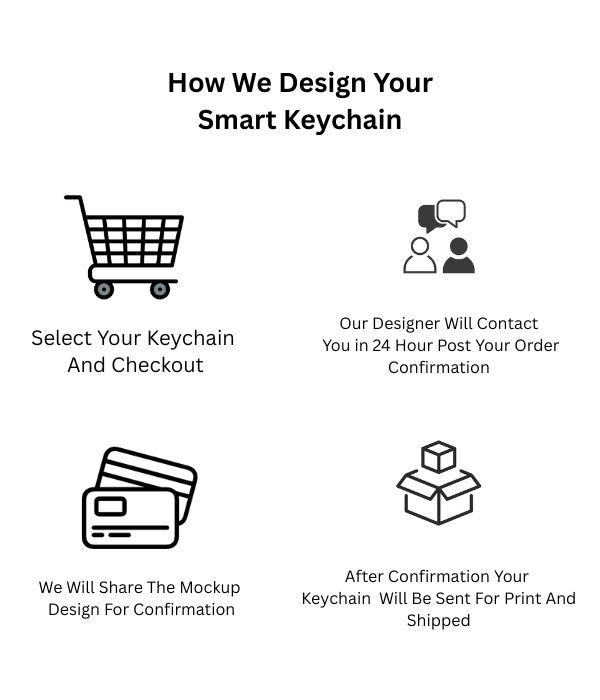 How We Design Your
Smart Keychain
Select Your Keychain
And Checkout
Our Designer Will Contact
You in 24 Hour Post Your Order
Confirmation
We Will Share The Mockup
Design For Confirmation
After Confirmation Your
Keychain  Will Be Sent For Print And
Shipped